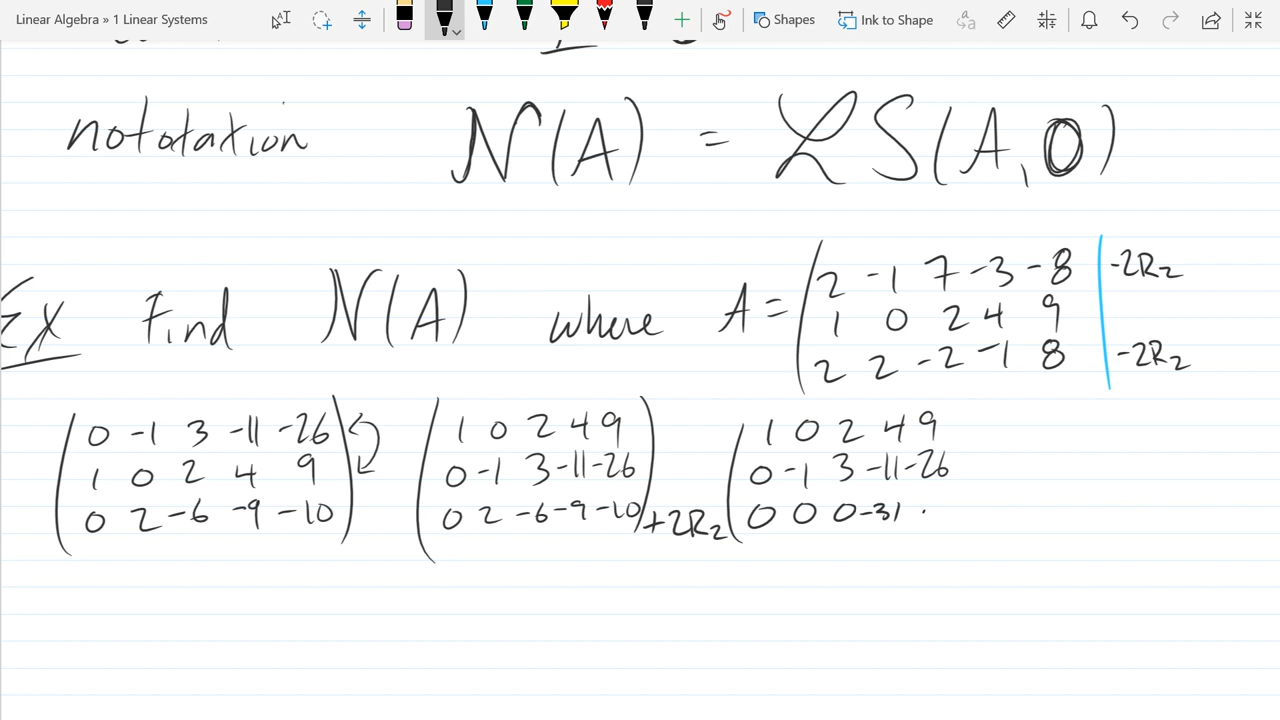 Linear Algebra » 1 Linear Systems
Shapes
Ink to Shape
nototation N(A) = LS(A, 0)
Ex Find N(A) where A =
2 -1 7 -3 -8 -2R2
1 0 2 4 9
2 2 -2 -1 8 -2R2
0 -1 3 -11 -26
1 0 2 4 9
0 2 -6 -9 -10
1 0 2 4 9
0 -1 3 -11 -26
0 2 -6 -9 -10 +2R2
1 0 2 4 9
0 -1 3 -11 -26
0 0 0 -31